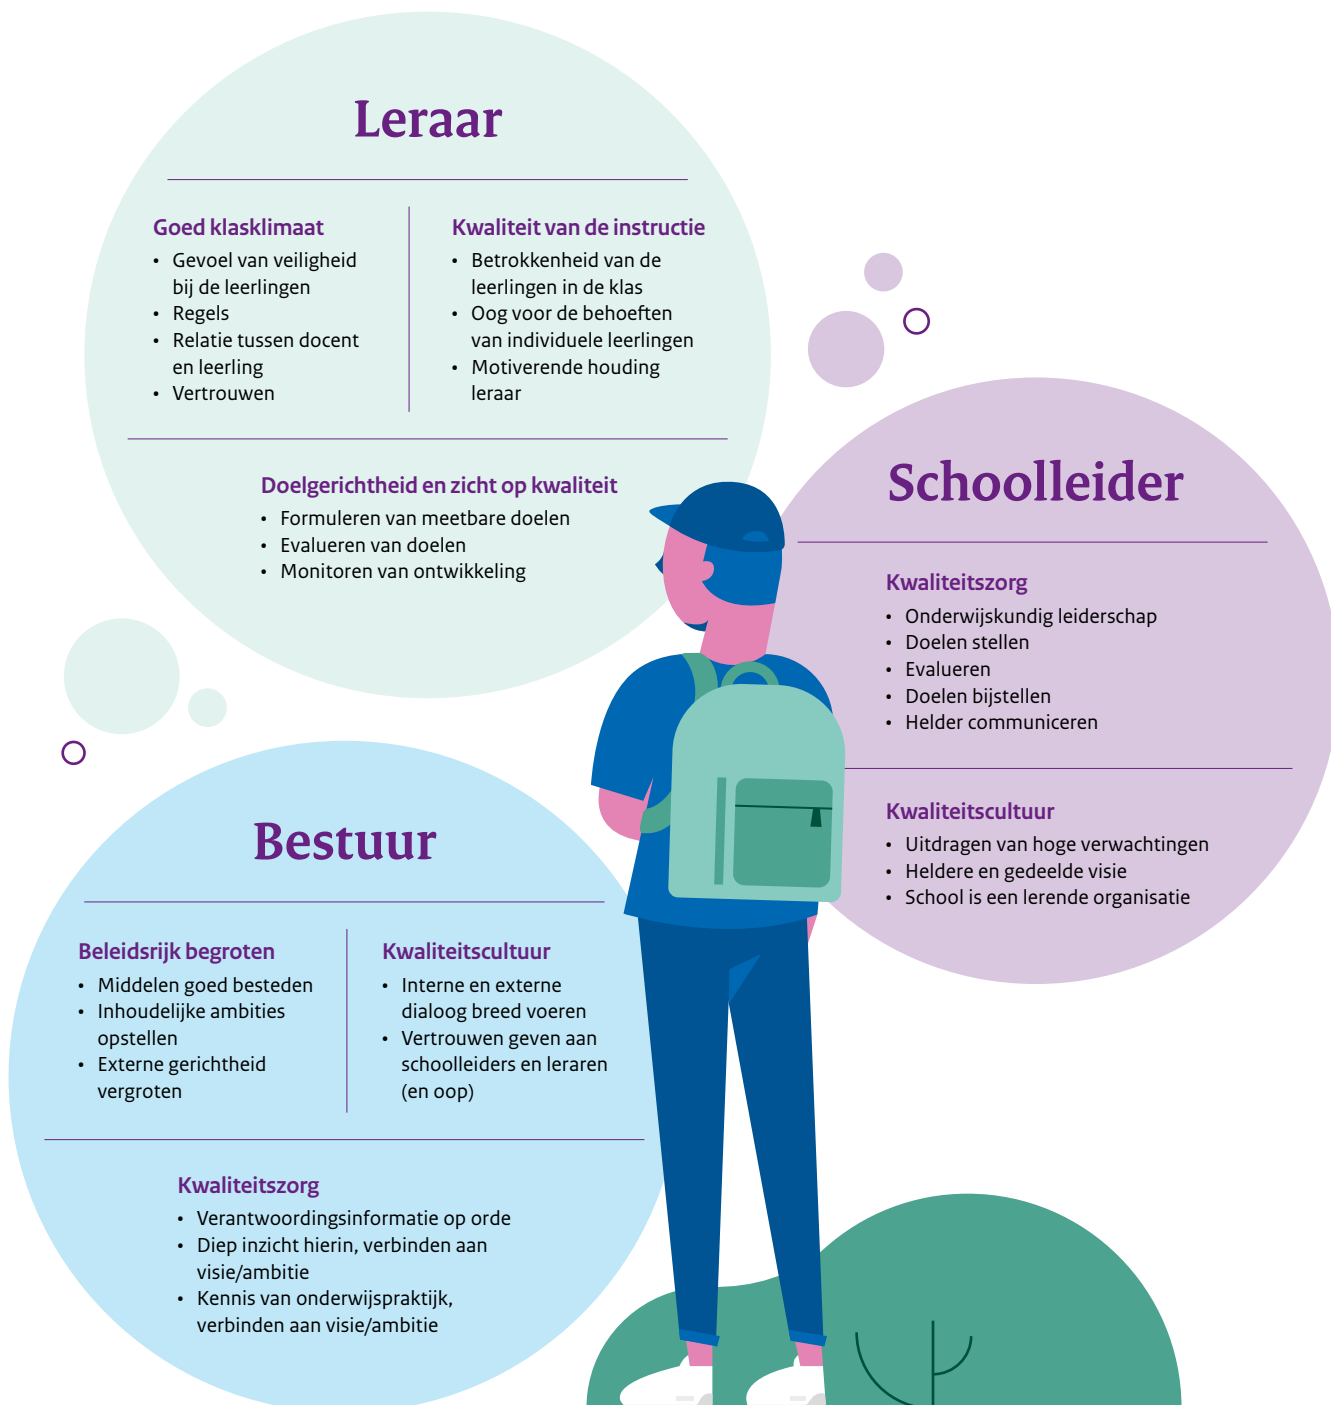 Leraar
Goed klasklimaat
• Gevoel van veiligheid
bij de leerlingen
• Regels
• Relatie tussen docent
en leerling
• Vertrouwen
Kwaliteit van de instructie
• Betrokkenheid van de
leerlingen in de klas
• Oog voor de behoeften
van individuele leerlingen
• Motiverende houding
leraar
Doelgerichtheid en zicht op kwaliteit
• Formuleren van meetbare doelen
• Evalueren van doelen
• Monitoren van ontwikkeling
Schoolleider
Kwaliteitszorg
• Onderwijskundig leiderschap
• Doelen stellen
• Evalueren
• Doelen bijstellen
• Helder communiceren
Kwaliteitscultuur
• Uitdragen van hoge verwachtingen
• Heldere en gedeelde visie
• School is een lerende organisatie
Bestuur
Beleidsrijk begroten
• Middelen goed besteden
• Inhoudelijke ambities
opstellen
• Externe gerichtheid
vergroten
Kwaliteitscultuur
• Interne en externe
dialoog breed voeren
• Vertrouwen geven aan
schoolleiders en leraren
(en oop)
Kwaliteitszorg
• Verantwoordingsinformatie op orde
• Diep inzicht hierin, verbinden aan
visie/ambitie
• Kennis van onderwijspraktijk,
verbinden aan visie/ambitie